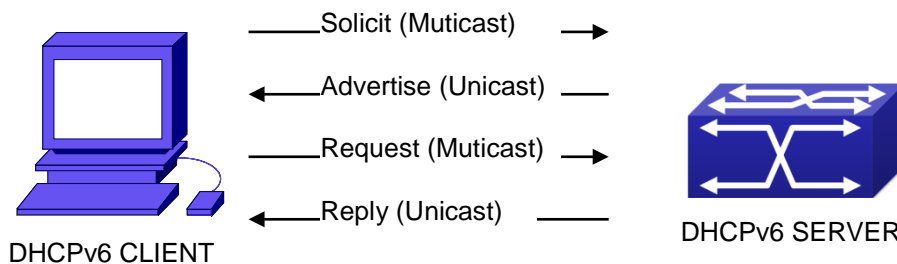 Solicit (Muticast)
Advertise (Unicast)
Request (Muticast)
Reply (Unicast)
DHCPv6 CLIENT
DHCPv6 SERVER